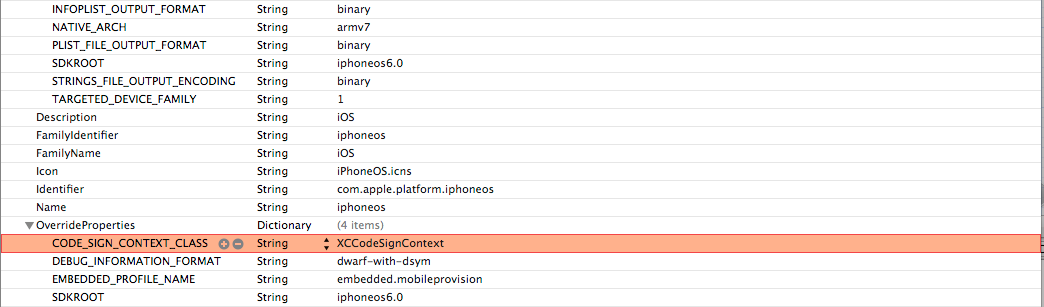 INFOPLIST_OUTPUT_FORMAT String binary
NATIVE_ARCH String armv7
PLIST_FILE_OUTPUT_FORMAT String binary
SDKROOT String iphoneos6.0
STRINGS_FILE_OUTPUT_ENCODING String binary
TARGETED_DEVICE_FAMILY String 1
Description String iOS
FamilyIdentifier String iphoneos
FamilyName String iOS
Icon String iPhoneOS.icns
Identifier String com.apple.platform.iphoneos
Name String iphoneos
OverrideProperties Dictionary (4 items)
CODE_SIGN_CONTEXT_CLASS String XCCodeSignContext
DEBUG_INFORMATION_FORMAT String dwarf-with-dsym
EMBEDDED_PROFILE_NAME String embedded.mobileprovision
SDKROOT String iphoneos6.0